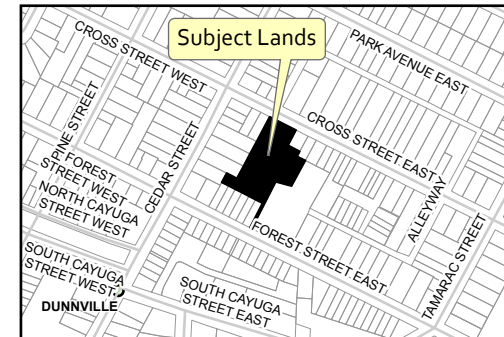 Subject Lands
CROSS STREET WEST
PARK AVENUE EAST
PINE STREET
CEDAR STREET
CROSS STREET EAST
FOREST
STREET WEST
NORTH CAYUGA
STREET WEST
ALLEYWAY
FOREST STREET EAST
TAMARAC STREET
SOUTH CAYUGA
STREET WEST
DUNNVILLE
SOUTH CAYUGA
STREET EAST